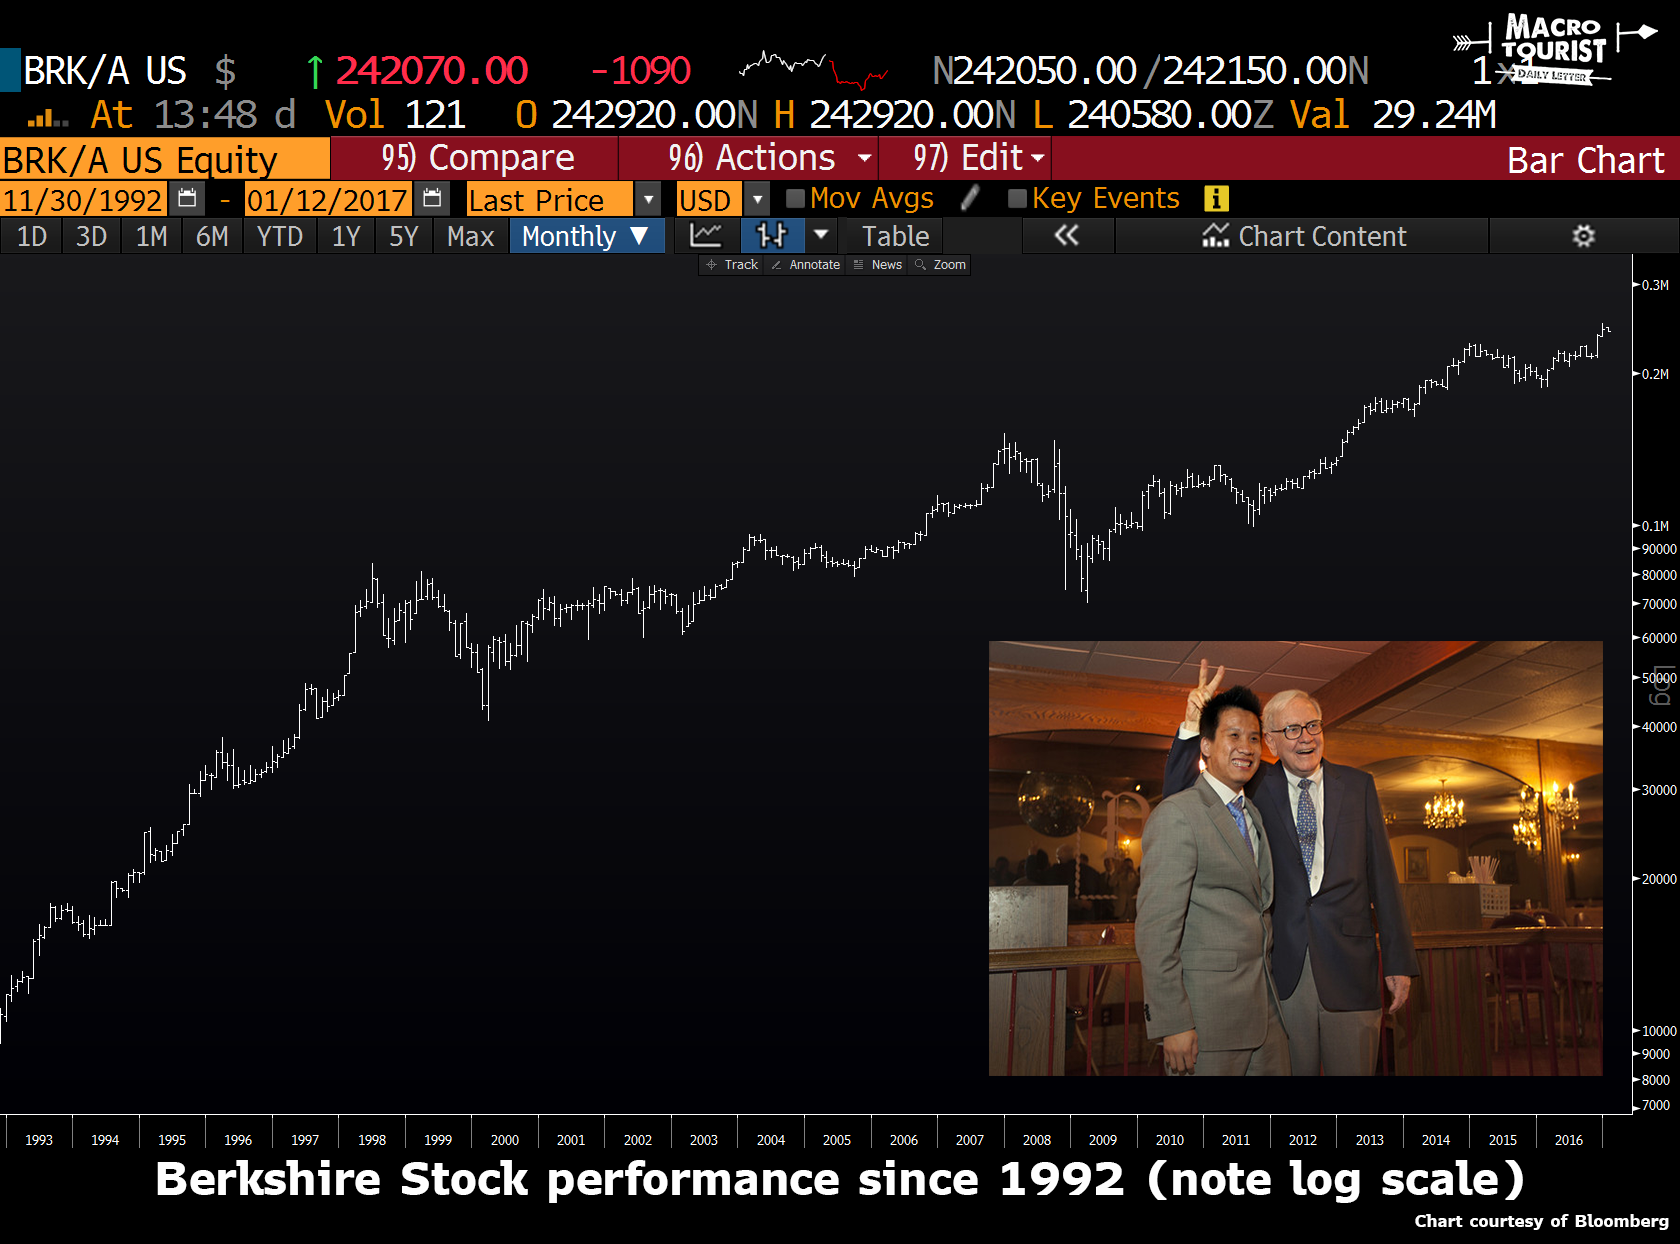 MACRO
TOURIST
DAILY LETTER
BRK/A US $ ↑ 242070.00 -1090 N242050.00/242150.00N 1x1
At 13:48 d Vol 121 O 242920.00N H 242920.00N L 240580.00Z Val 29.24M
BRK/A US Equity 95) Compare 96) Actions 97) Edit Bar Chart
11/30/1992 - 01/12/2017 Last Price USD Mov Avgs Key Events
1D 3D 1M 6M YTD 1Y 5Y Max Monthly ▼ Table « Chart Content
Track Annotate News Zoom
0.3M
0.2M
0.1M
90000
80000
70000
60000
50000
Log
40000
30000
20000
10000
9000
8000
7000
1993 1994 1995 1996 1997 1998 1999 2000 2001 2002 2003 2004 2005 2006 2007 2008 2009 2010 2011 2012 2013 2014 2015 2016
Berkshire Stock performance since 1992 (note log scale)
Chart courtesy of Bloomberg